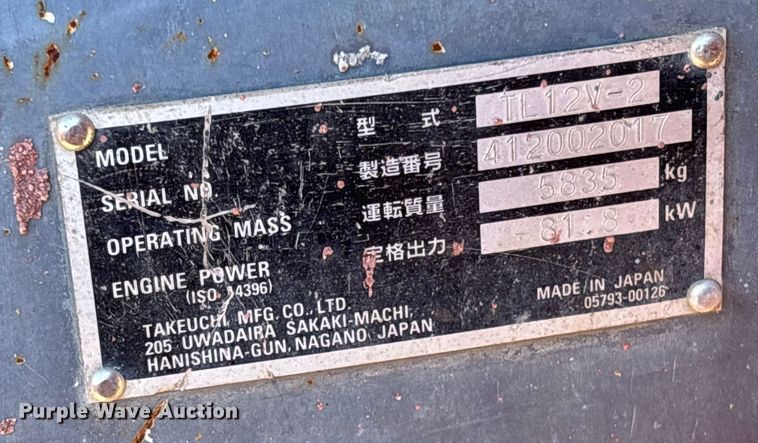 MODEL 型式 TL12V-2
SERIAL NO. 製造番号 412002017
OPERATING MASS 運転質量 5835 kg
ENGINE POWER 定格出力 81.8 kW
(ISO 14396)
TAKEUCHI MFG. CO., LTD.
205 UWADAIRA SAKAKI-MACHI,
HANISHINA-GUN, NAGANO JAPAN
MADE IN JAPAN
05793-00126
Purple Wave Auction